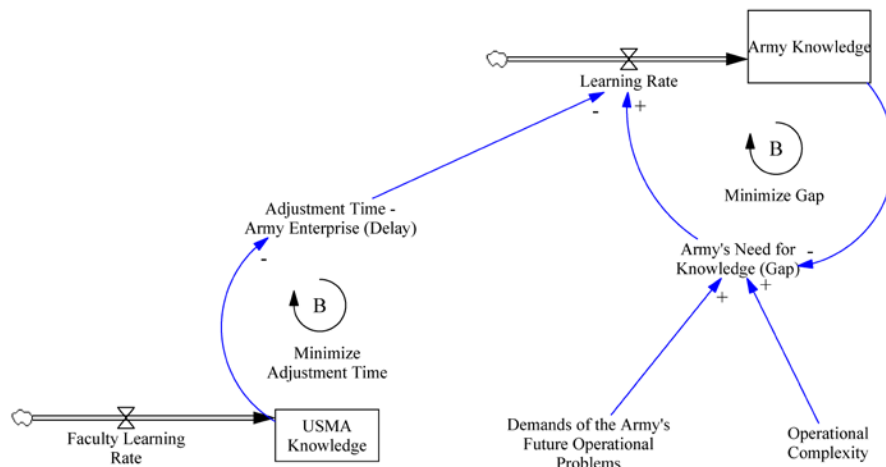 Army Knowledge
Learning Rate
-
+
B
Minimize Gap
Adjustment Time -
Army Enterprise (Delay)
-
Army's Need for
Knowledge (Gap)
-
+
+
B
Minimize
Adjustment Time
USMA
Knowledge
Faculty Learning
Rate
Demands of the Army's
Future Operational
Problems
Operational
Complexity